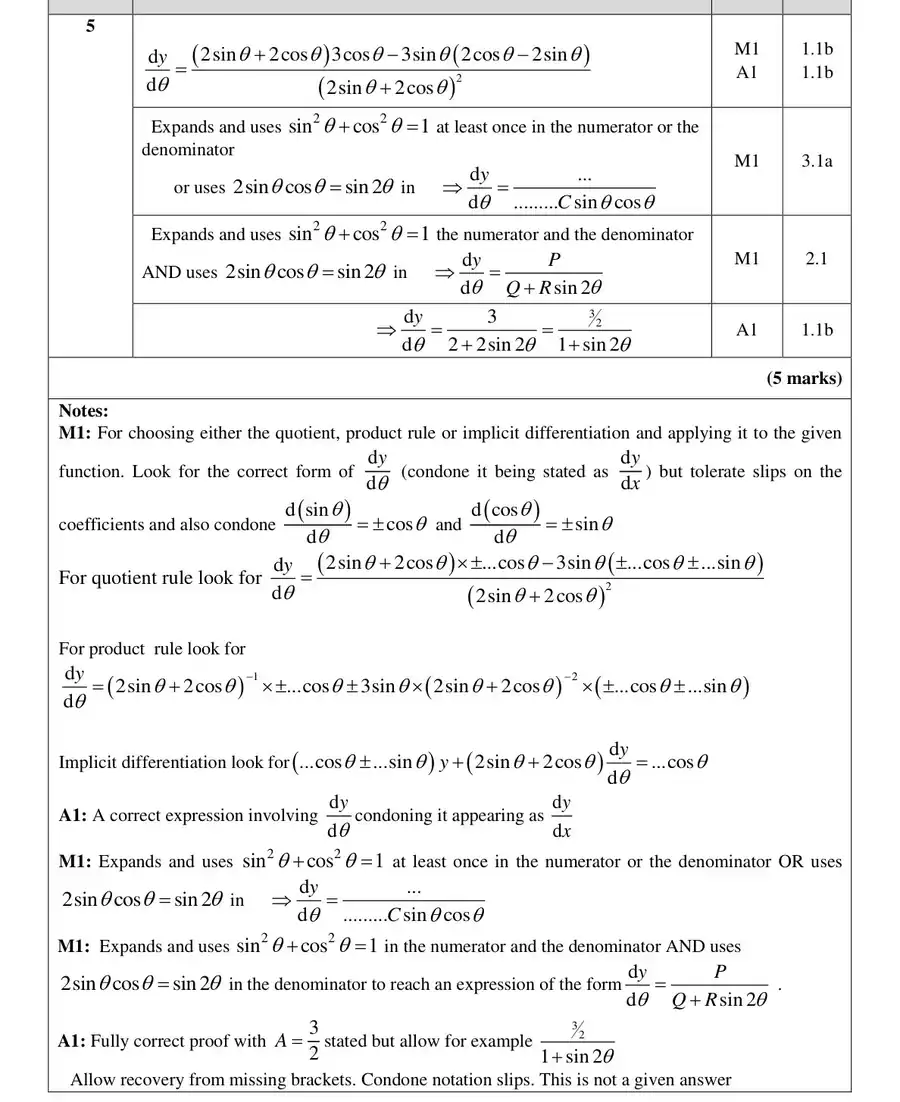 5
dy/dθ = ((2sinθ+2cosθ)3cosθ−3sinθ(2cosθ−2sinθ))/(2sinθ+2cosθ)²
M1 1.1b
A1 1.1b
Expands and uses sin²θ+cos²θ=1 at least once in the numerator or the
denominator
or uses 2sinθcosθ=sin2θ in ⇒ dy/dθ = .../(.........Csinθcosθ)
M1 3.1a
Expands and uses sin²θ+cos²θ=1 the numerator and the denominator
AND uses 2sinθcosθ=sin2θ in ⇒ dy/dθ = P/(Q+Rsin2θ)
M1 2.1
⇒ dy/dθ = 3/(2+2sin2θ) = (3/2)/(1+sin2θ)
A1 1.1b
(5 marks)
Notes:
M1: For choosing either the quotient, product rule or implicit differentiation and applying it to the given
function. Look for the correct form of dy/dθ (condone it being stated as dy/dx) but tolerate slips on the
coefficients and also condone d(sinθ)/dθ = ±cosθ and d(cosθ)/dθ = ±sinθ
For quotient rule look for dy/dθ = ((2sinθ+2cosθ)×±...cosθ−3sinθ(±...cosθ±...sinθ))/(2sinθ+2cosθ)²
For product rule look for
dy/dθ = (2sinθ+2cosθ)⁻¹×±...cosθ±3sinθ×(2sinθ+2cosθ)⁻²×(±...cosθ±...sinθ)
Implicit differentiation look for (...cosθ±...sinθ)y+(2sinθ+2cosθ)dy/dθ = ...cosθ
A1: A correct expression involving dy/dθ condoning it appearing as dy/dx
M1: Expands and uses sin²θ+cos²θ=1 at least once in the numerator or the denominator OR uses
2sinθcosθ=sin2θ in ⇒ dy/dθ = .../(.........Csinθcosθ)
M1: Expands and uses sin²θ+cos²θ=1 in the numerator and the denominator AND uses
2sinθcosθ=sin2θ in the denominator to reach an expression of the form dy/dθ = P/(Q+Rsin2θ) .
A1: Fully correct proof with A = 3/2 stated but allow for example (3/2)/(1+sin2θ)
Allow recovery from missing brackets. Condone notation slips. This is not a given answer